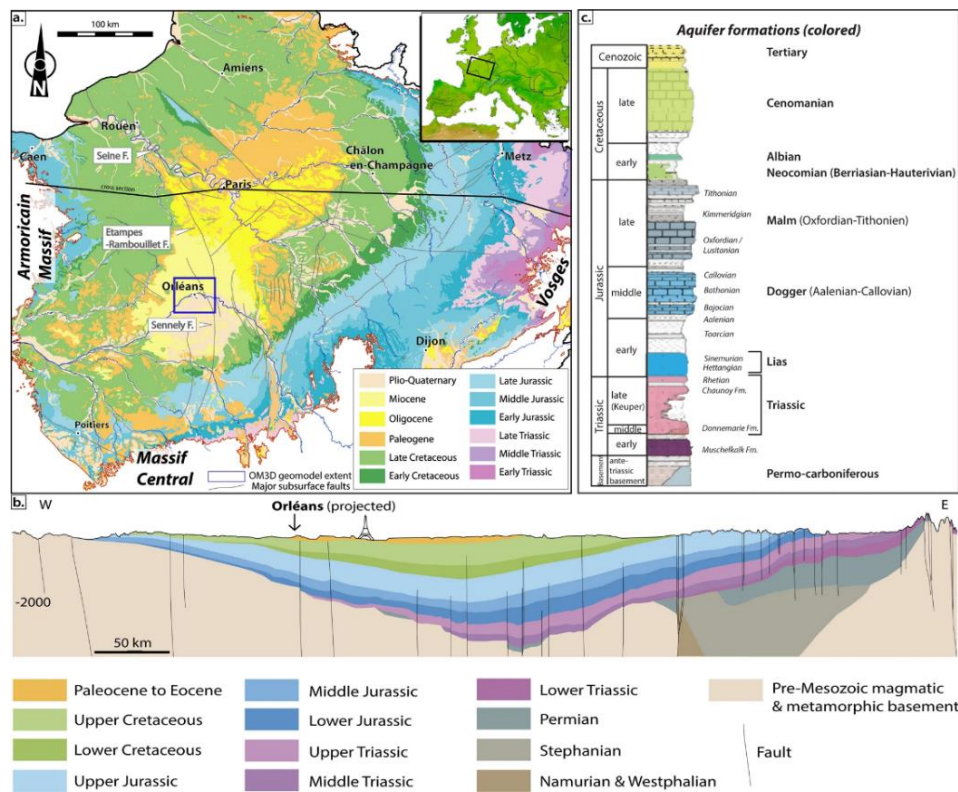 a.
100 km
N
Amiens
Rouen
Caen
Seine F.
Châlon
-en-Champagne
Metz
cross section
Paris
Etampes
-Rambouillet F.
Armoricain
Massif
Orléans
Sennely F.
Vosges
Dijon
Poitiers
Massif
Central
Plio-Quaternary
Miocene
Oligocene
Paleogene
Late Cretaceous
Early Cretaceous
Late Jurassic
Middle Jurassic
Early Jurassic
Late Triassic
Middle Triassic
Early Triassic
OM3D geomodel extent
Major subsurface faults
c.
Aquifer formations (colored)
Cenozoic
Tertiary
Cretaceous
late
Cenomanian
early
Albian
Neocomian (Berriasian-Hauterivian)
Jurassic
late
Tithonian
Kimmeridgian
Malm (Oxfordian-Tithonien)
Oxfordian /
Lusitanian
middle
Callovian
Bathonian
Dogger (Aalenian-Callovian)
Bajocian
Aalenian
early
Toarcian
Sinemurian
Hettangian
Lias
Triassic
late
(Keuper)
Rhetian
Chaunoy Fm.
Triassic
middle
Donnemarie Fm.
early
Muschelkalk Fm.
Basement
ante-
triassic
basement
Permo-carboniferous
b.
W
Orléans (projected)
E
-2000
50 km
Paleocene to Eocene
Upper Cretaceous
Lower Cretaceous
Upper Jurassic
Middle Jurassic
Lower Jurassic
Upper Triassic
Middle Triassic
Lower Triassic
Permian
Stephanian
Namurian & Westphalian
Pre-Mesozoic magmatic
& metamorphic basement
Fault